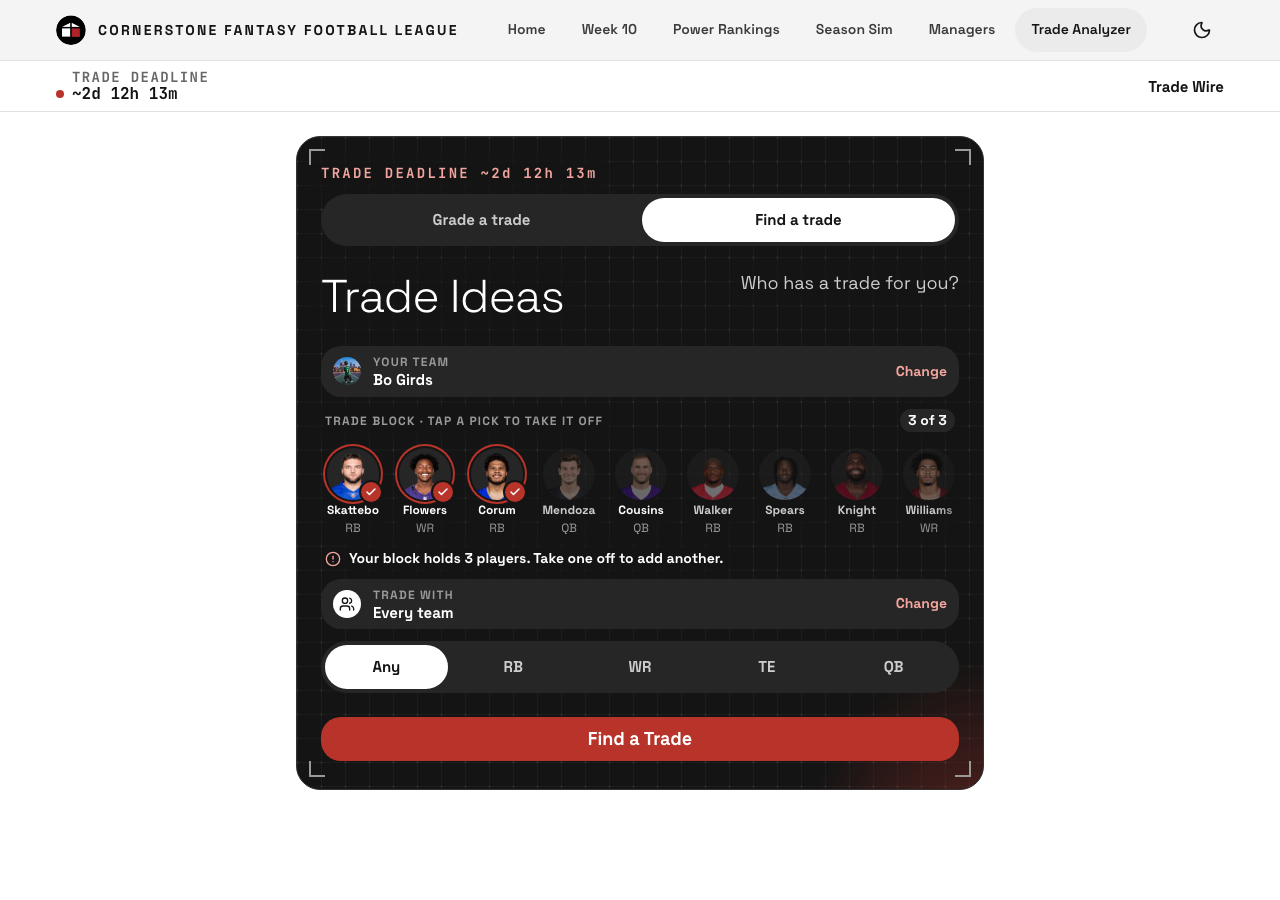 CORNERSTONE FANTASY FOOTBALL LEAGUE
Home
Week 10
Power Rankings
Season Sim
Managers
Trade Analyzer
TRADE DEADLINE
~2d 12h 13m
Trade Wire
TRADE DEADLINE ~2d 12h 13m
Grade a trade
Find a trade
Trade Ideas
Who has a trade for you?
YOUR TEAM
Bo Girds
Change
TRADE BLOCK · TAP A PICK TO TAKE IT OFF
3 of 3
Skattebo
RB
Flowers
WR
Corum
RB
Mendoza
QB
Cousins
QB
Walker
RB
Spears
RB
Knight
RB
Williams
WR
Your block holds 3 players. Take one off to add another.
TRADE WITH
Every team
Change
Any
RB
WR
TE
QB
Find a Trade